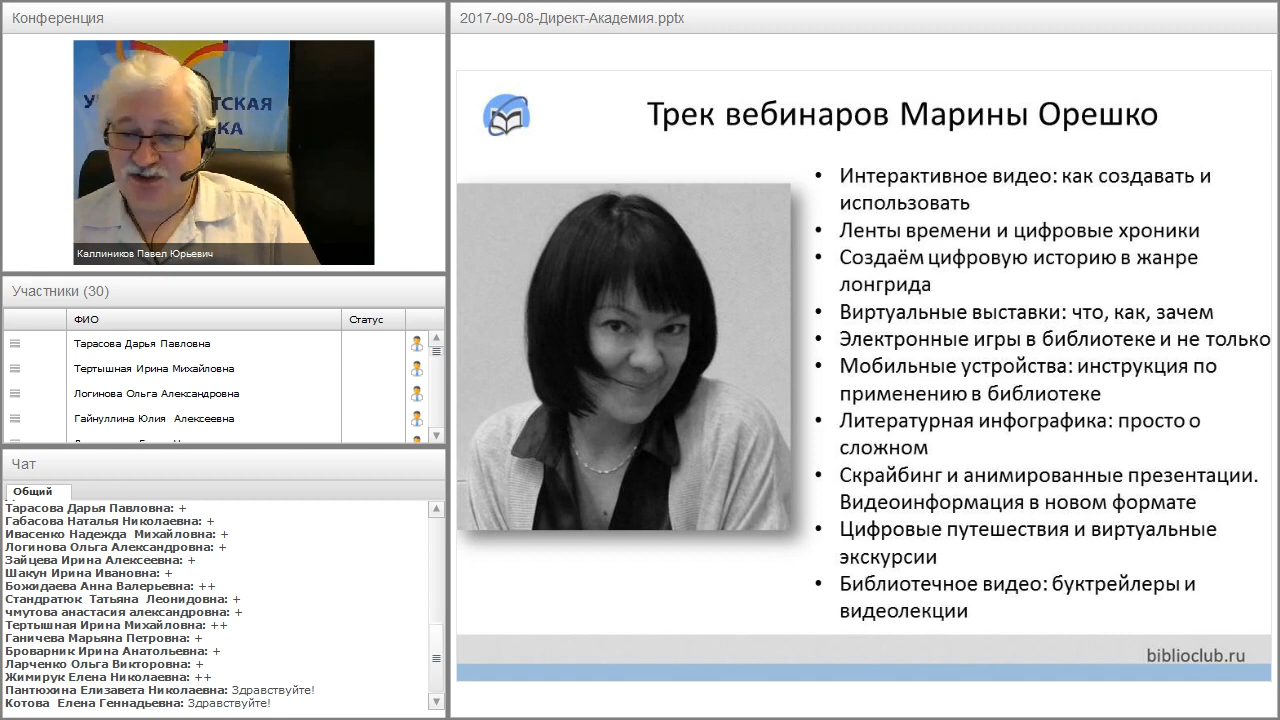 Конференция
У
ТСКАЯ
КА
Каллиников Павел Юрьевич
Участники (30)
ФИО Статус
Тарасова Дарья Павловна
Тертышная Ирина Михайловна
Логинова Ольга Александровна
Гайнуллина Юлия Алексеевна
Чат
Общий
Тарасова Дарья Павловна: +
Габасова Наталья Николаевна: +
Ивасенко Надежда Михайловна: +
Логинова Ольга Александровна: +
Зайцева Ирина Алексеевна: +
Шакун Ирина Ивановна: +
Божидаева Анна Валерьевна: ++
Стандратюк Татьяна Леонидовна: +
чмутова анастасия александровна: +
Тертышная Ирина Михайловна: ++
Ганичева Марьяна Петровна: +
Броварник Ирина Анатольевна: +
Ларченко Ольга Викторовна: +
Жимирук Елена Николаевна: ++
Пантюхина Елизавета Николаевна: Здравствуйте!
Котова Елена Геннадьевна: Здравствуйте!
2017-09-08-Директ-Академия.pptx
Трек вебинаров Марины Орешко
• Интерактивное видео: как создавать и
использовать
• Ленты времени и цифровые хроники
• Создаём цифровую историю в жанре
лонгрида
• Виртуальные выставки: что, как, зачем
• Электронные игры в библиотеке и не только
• Мобильные устройства: инструкция по
применению в библиотеке
• Литературная инфографика: просто о
сложном
• Скрайбинг и анимированные презентации.
Видеоинформация в новом формате
• Цифровые путешествия и виртуальные
экскурсии
• Библиотечное видео: буктрейлеры и
видеолекции
biblioclub.ru